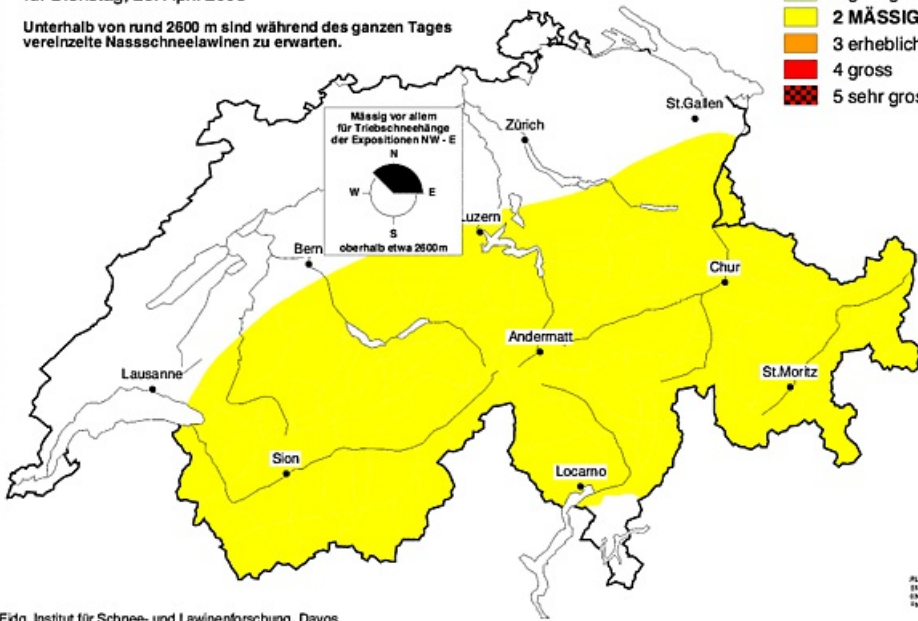 Unterhalb von rund 2600 m sind während des ganzen Tages
vereinzelte Nassschneelawinen zu erwarten.
2 MÄSSIG
3 erheblich
4 gross
5 sehr gros
Mässig vor allem
für Triebschneehänge
der Expositionen NW - E
N
W
E
S
oberhalb etwa 2600m
St.Gallen
Zürich
Luzern
Bern
Chur
Andermatt
Lausanne
St.Moritz
Sion
Locarno
Eidg. Institut für Schnee- und Lawinenforschung, Davos